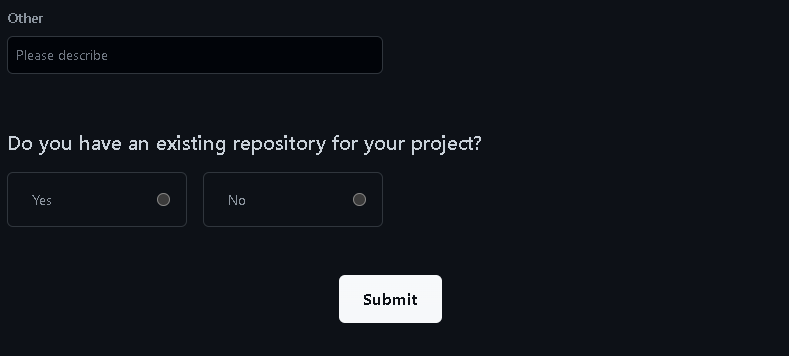 Other
Please describe
Do you have an existing repository for your project?
Yes
No
Submit